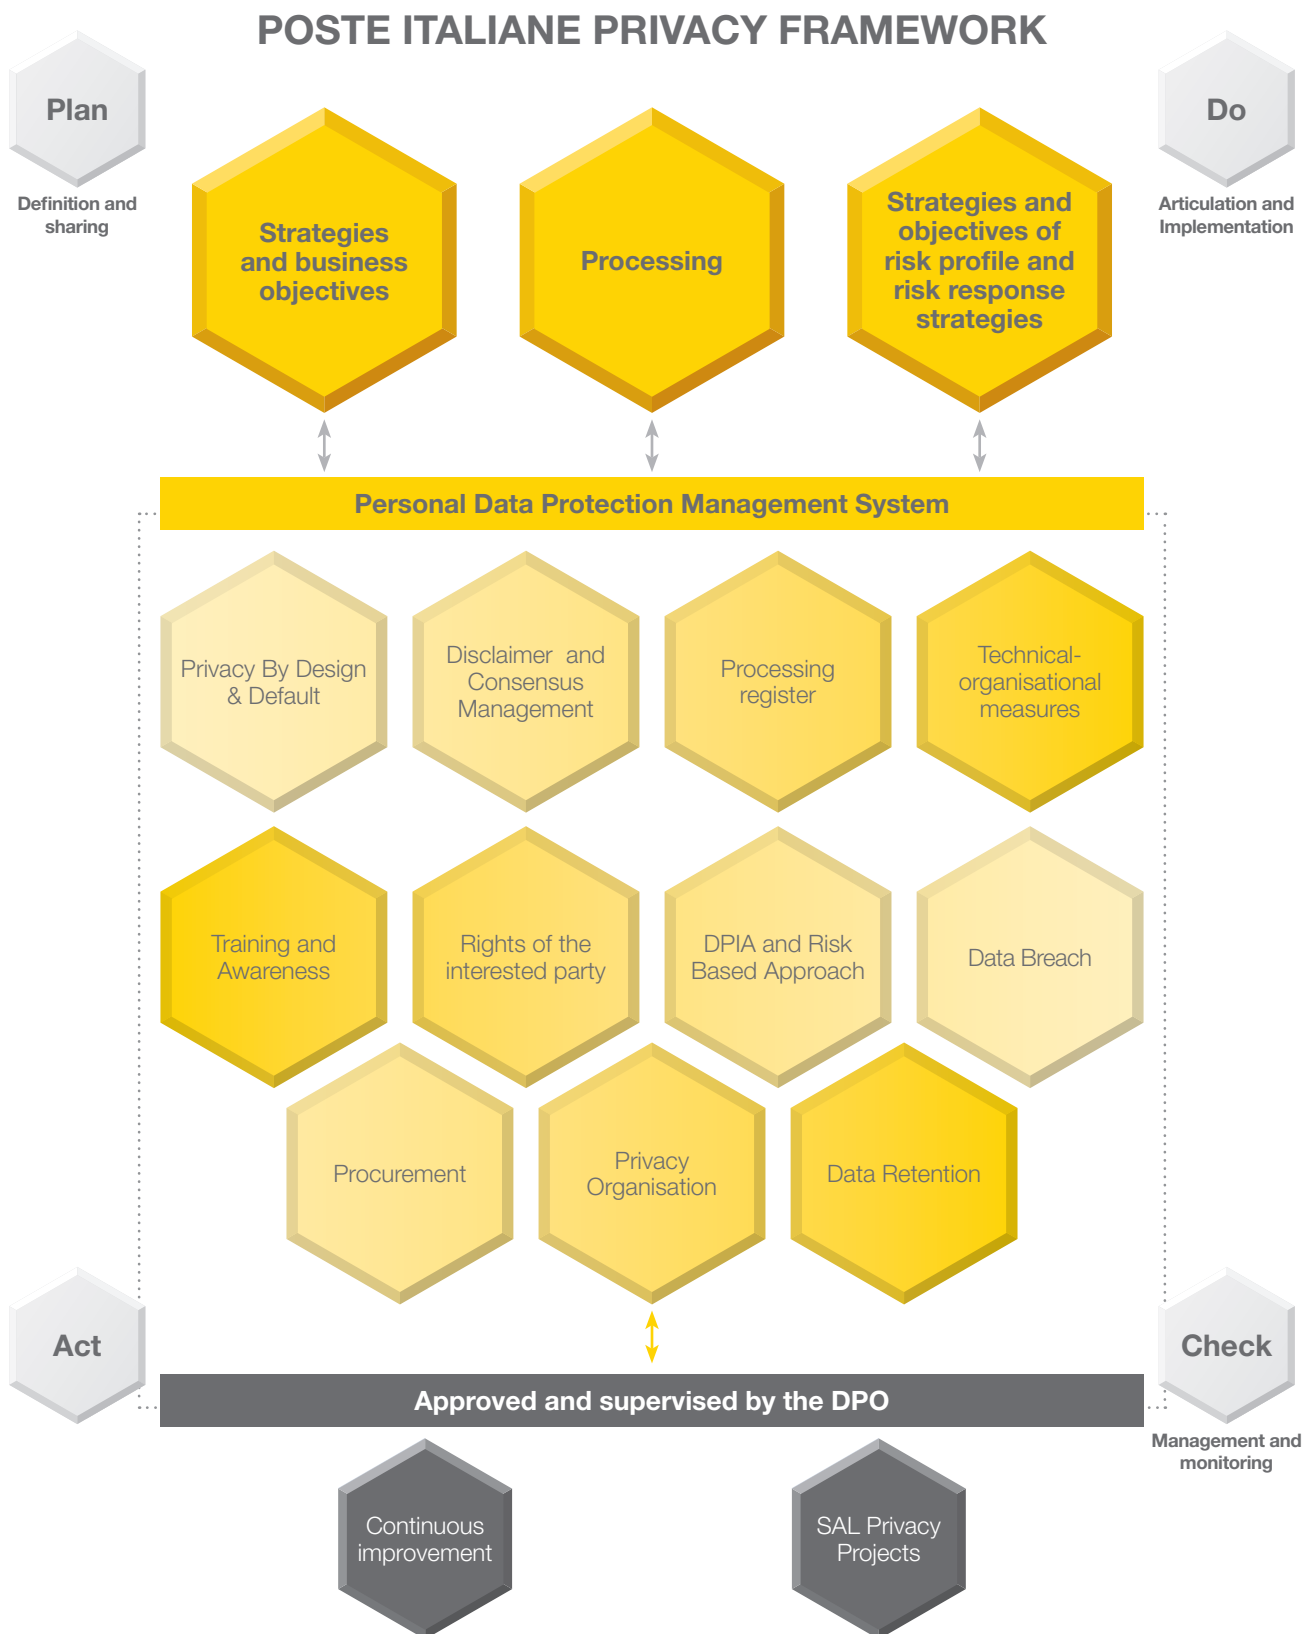 POSTE ITALIANE PRIVACY FRAMEWORK
Plan
Definition and
sharing
Do
Articulation and
Implementation
Strategies
and business
objectives
Processing
Strategies and
objectives of
risk profile and
risk response
strategies
Personal Data Protection Management System
Privacy By Design
& Default
Disclaimer and
Consensus
Management
Processing
register
Technical-
organisational
measures
Training and
Awareness
Rights of the
interested party
DPIA and Risk
Based Approach
Data Breach
Procurement
Privacy
Organisation
Data Retention
Act
Check
Management and
monitoring
Approved and supervised by the DPO
Continuous
improvement
SAL Privacy
Projects